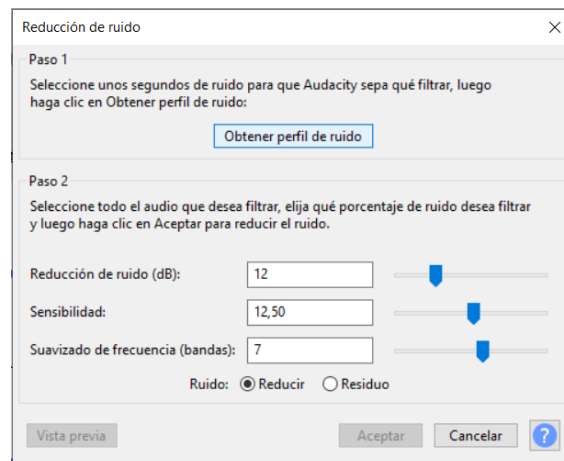 Reducción de ruido
Paso 1
Seleccione unos segundos de ruido para que Audacity sepa qué filtrar, luego
haga clic en Obtener perfil de ruido:
Obtener perfil de ruido
Paso 2
Seleccione todo el audio que desea filtrar, elija qué porcentaje de ruido desea filtrar
y luego haga clic en Aceptar para reducir el ruido.
Reducción de ruido (dB): 12
Sensibilidad: 12,50
Suavizado de frecuencia (bandas): 7
Ruido: Reducir Residuo
Vista previa Aceptar Cancelar ?